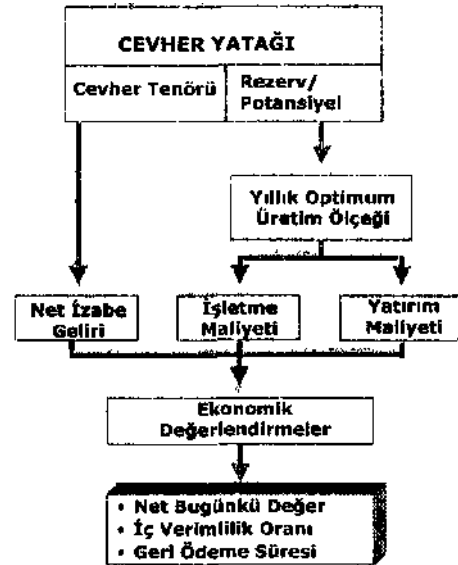 CEVHER YATAĞI
Cevher Tenörü
Rezerv/
Potansiyel
Yıllık Optimum
Üretim Ölçeği
Net İzabe
Geliri
İşletme
Maliyeti
Yatırım
Maliyeti
Ekonomik
Değerlendirmeler
• Net Bugünkü Değer
• İç Verimlilik Oranı
• Geri Ödeme Süresi